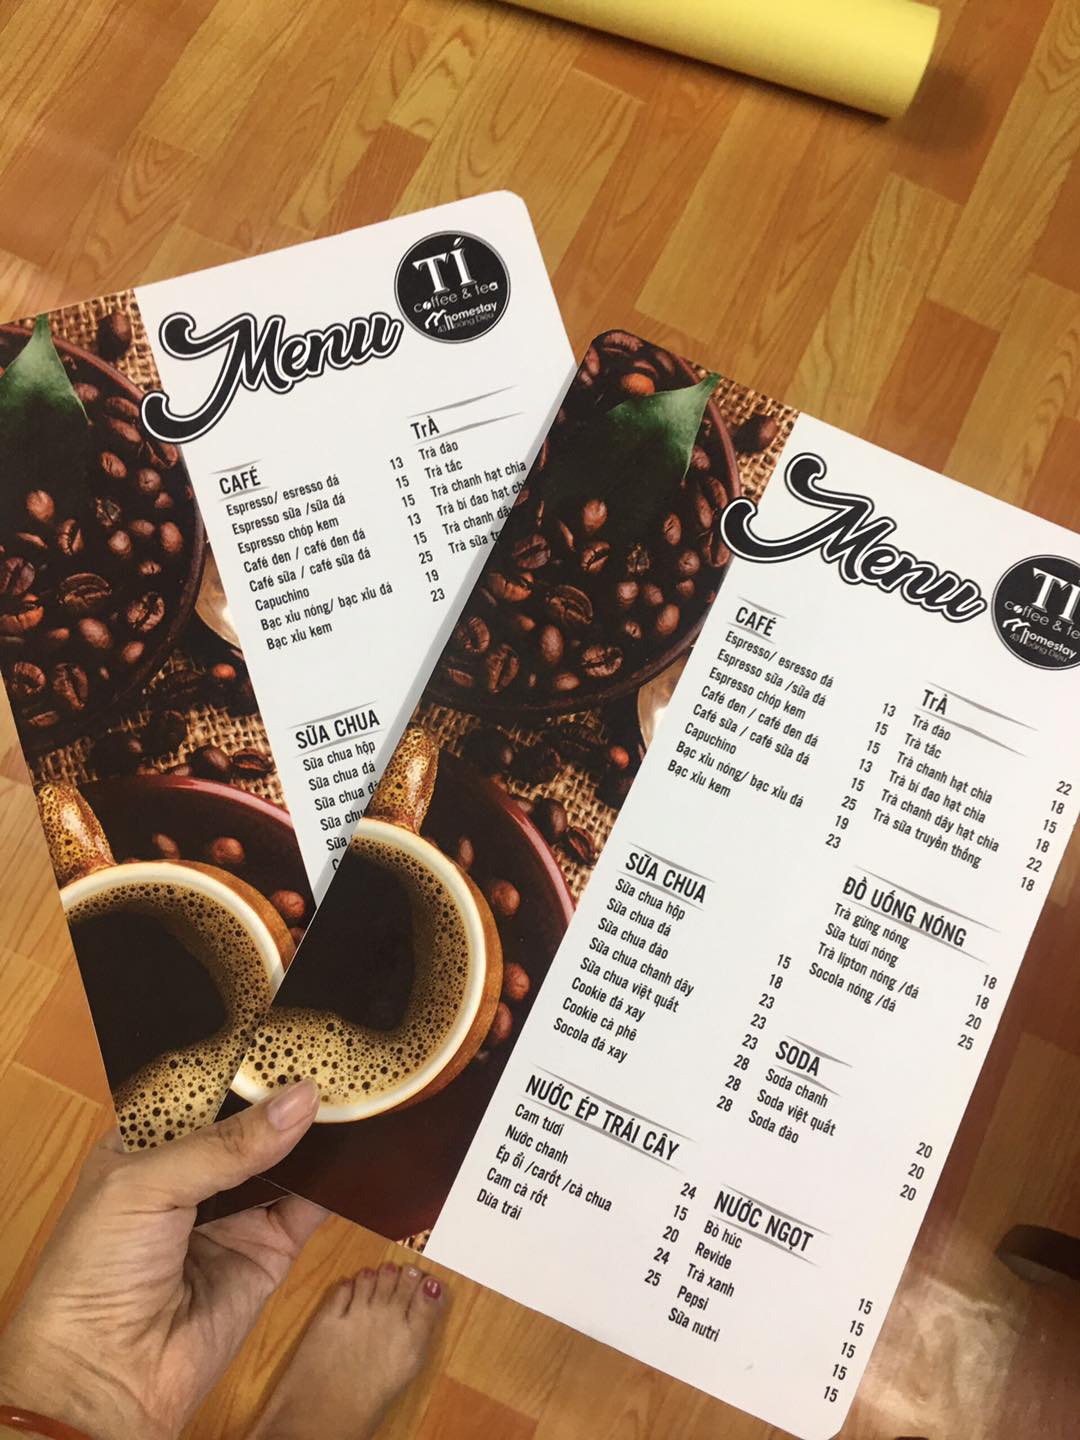 Menu
TÍ
coffee & tea
homestay
43 Hoàng Diệu
CAFÉ
Espresso/ esresso đá 13
Espresso sữa /sữa đá 15
Espresso chóp kem 15
Café đen / café đen đá 13
Café sữa / café sữa đá 15
Capuchino 25
Bạc xỉu nóng/ bạc xỉu đá 19
Bạc xỉu kem 23
TrÀ
Trà đào
Trà tắc
Trà chanh hạt chia
Trà bí đao hạt
Trà chanh
Trà sữa
SỮA CHUA
Sữa chua hộp
Sữa chua đá
Sữa chua
Sữa
Sữa
Menu
TÍ
coffee & te
homestay
43 Hoàng Diệu
CAFÉ
Espresso/ esresso đá 13
Espresso sữa /sữa đá 15
Espresso chóp kem 15
Café đen / café đen đá 13
Café sữa / café sữa đá 15
Capuchino 25
Bạc xỉu nóng/ bạc xỉu đá 19
Bạc xỉu kem 23
TrÀ
Trà đào 22
Trà tắc 18
Trà chanh hạt chia 15
Trà bí đao hạt chia 18
Trà chanh dây hạt chia 22
Trà sữa truyền thống 18
SỮA CHUA
Sữa chua hộp 15
Sữa chua đá 18
Sữa chua đào 23
Sữa chua chanh dây 23
Sữa chua việt quất 23
Cookie đá xay 28
Cookie cà phê 28
Socola đá xay 28
ĐỒ UỐNG NÓNG
Trà gừng nóng 18
Sữa tươi nóng 18
Trà lipton nóng /đá 20
Socola nóng /đá 25
SODA
Soda chanh 20
Soda việt quất 20
Soda đào 20
NƯỚC ÉP TRÁI CÂY
Cam tươi 24
Nước chanh 15
Ép ổi /carốt /cà chua 20
Cam cà rốt 24
Dừa trái 25
NƯỚC NGỌT
Bò húc 15
Revide 15
Trà xanh 15
Pepsi 15
Sữa nutri 15